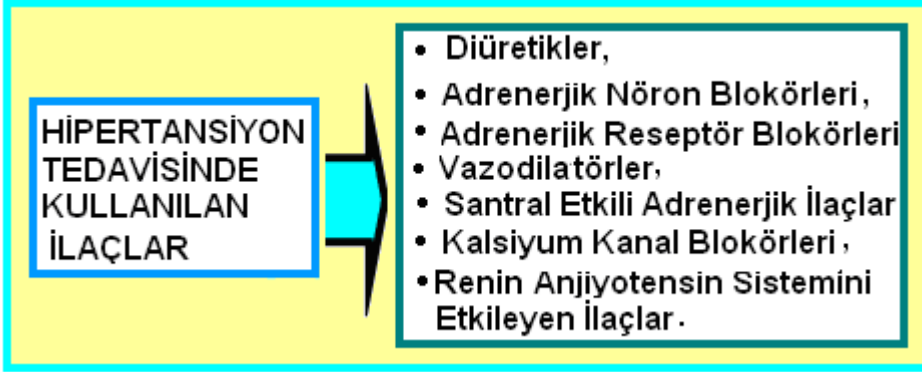 HİPERTANSİYON
TEDAVİSİNDE
KULLANILAN
İLAÇLAR
• Diüretikler,
• Adrenerjik Nöron Blokörleri,
• Adrenerjik Reseptör Blokörleri
• Vazodilatörler,
• Santral Etkili Adrenerjik İlaçlar
• Kalsiyum Kanal Blokörleri,
• Renin Anjiyotensin Sistemini
Etkileyen İlaçlar.